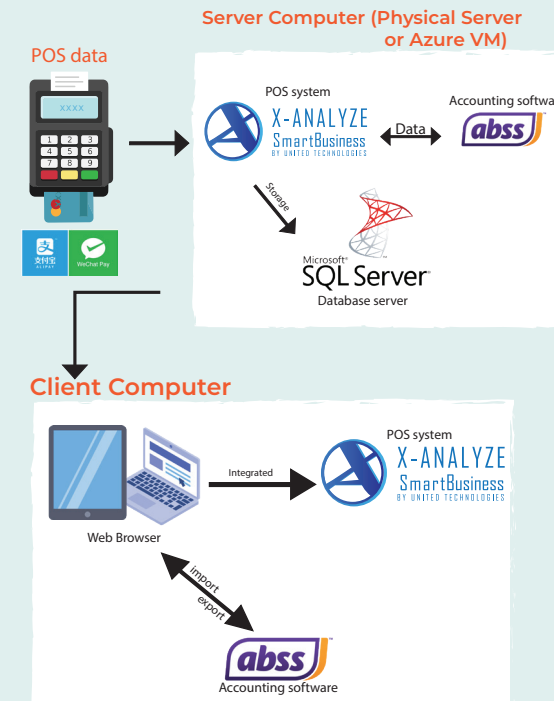 Server Computer (Physical Server
or Azure VM)
POS data
XXXX
1 2 3
4 5 6
7 8 9
支付宝
ALIPAY
WeChat Pay
POS system
X-ANALYZE
SmartBusiness
BY UNITED TECHNOLOGIES
Data
Accounting softwa
abss
Storage
Microsoft®
SQL Server
Database server
Client Computer
Web Browser
Integrated
POS system
X-ANALYZE
SmartBusiness
BY UNITED TECHNOLOGIES
import
export
abss
Accounting software